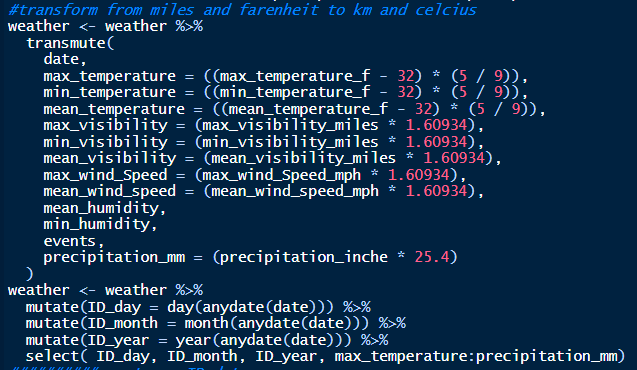 #transform from miles and farenheit to km and celcius
weather <- weather %>%
  transmute(
    date,
    max_temperature = ((max_temperature_f - 32) * (5 / 9)),
    min_temperature = ((min_temperature_f - 32) * (5 / 9)),
    mean_temperature = ((mean_temperature_f - 32) * (5 / 9)),
    max_visibility = (max_visibility_miles * 1.60934),
    min_visibility = (min_visibility_miles * 1.60934),
    mean_visibility = (mean_visibility_miles * 1.60934),
    max_wind_Speed = (max_wind_Speed_mph * 1.60934),
    mean_wind_speed = (mean_wind_speed_mph * 1.60934),
    mean_humidity,
    min_humidity,
    events,
    precipitation_mm = (precipitation_inche * 25.4)
  )
weather <- weather %>%
  mutate(ID_day = day(anydate(date))) %>%
  mutate(ID_month = month(anydate(date))) %>%
  mutate(ID_year = year(anydate(date))) %>%
  select( ID_day, ID_month, ID_year, max_temperature:precipitation_mm)